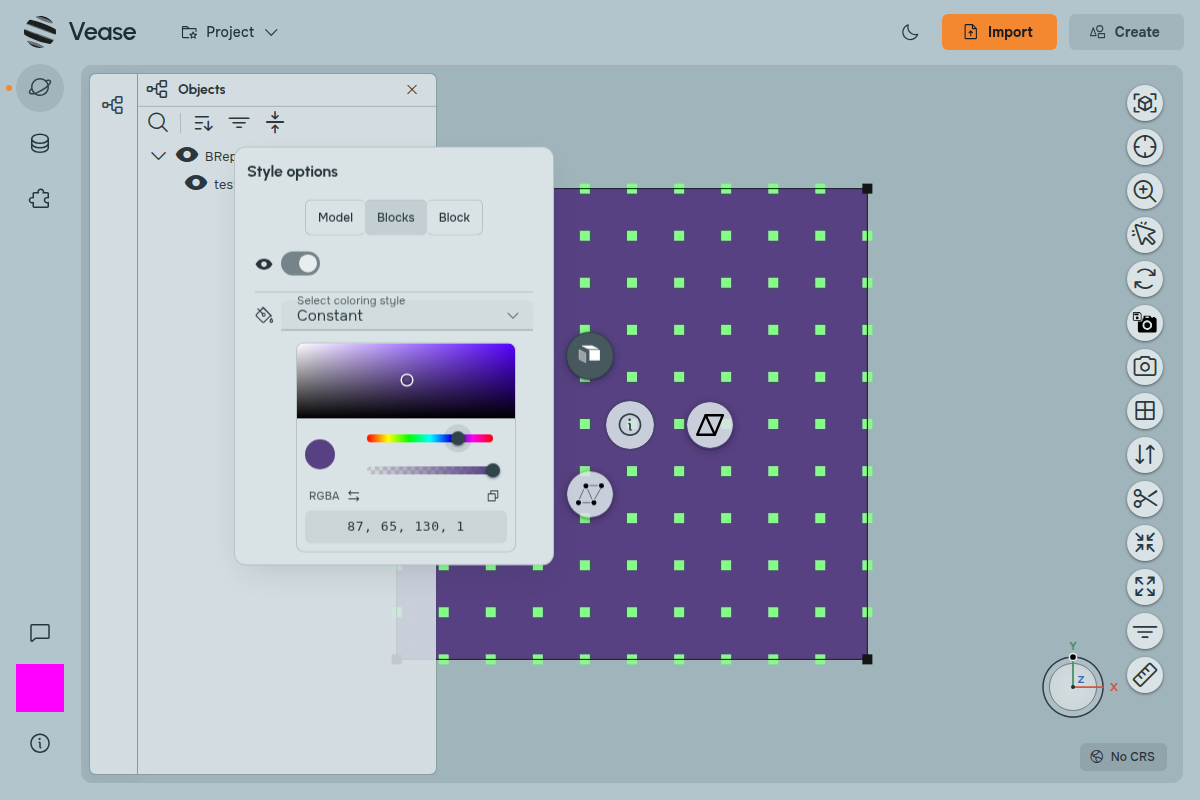 Vease
Project
Import
Create
Objects
BRep
tes
Style options
Model
Blocks
Block
Select coloring style
Constant
RGBA
87, 65, 130, 1
Y
Z
X
No CRS